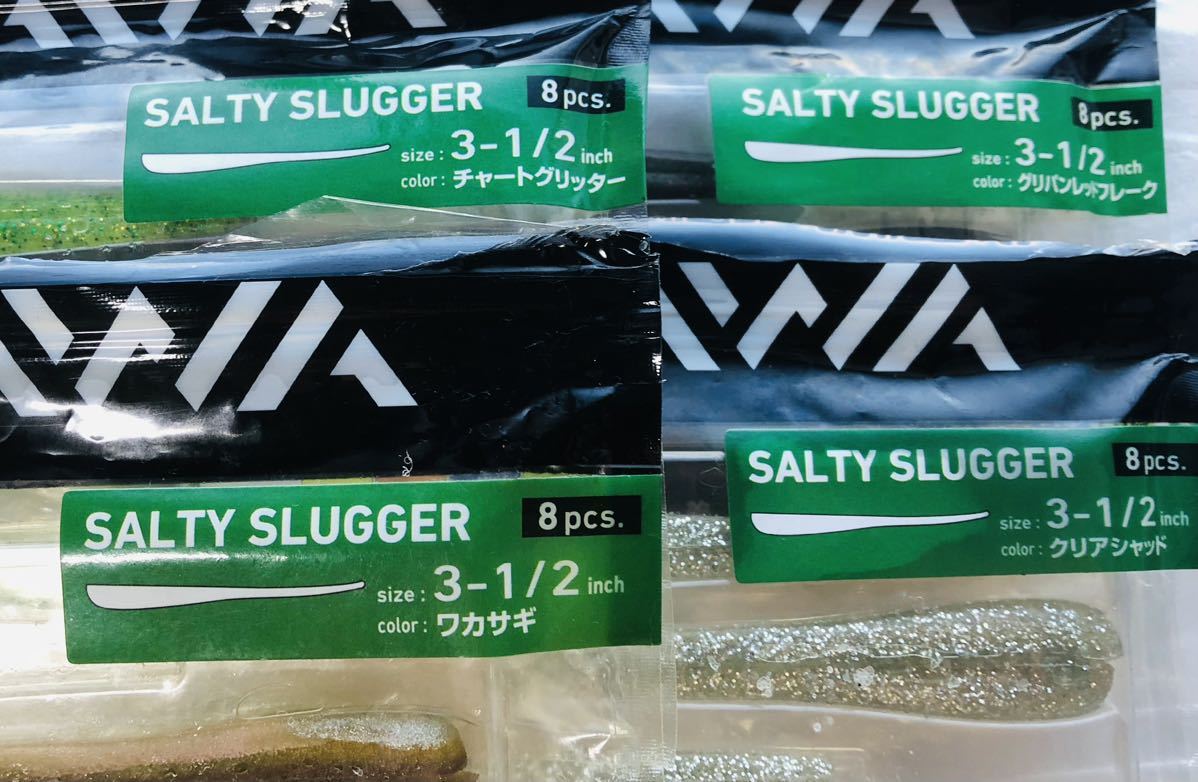 SALTY SLUGGER
8 pcs.
size : 3-1/2 inch
color : チャートグリッター
SALTY SLUGGER
8 pcs.
size : 3-1/2 inch
color : グリパンレッドフレーク
SALTY SLUGGER
8 pcs.
size : 3-1/2 inch
color : ワカサギ
SALTY SLUGGER
8 pcs.
size : 3-1/2 inch
color : クリアシャッド